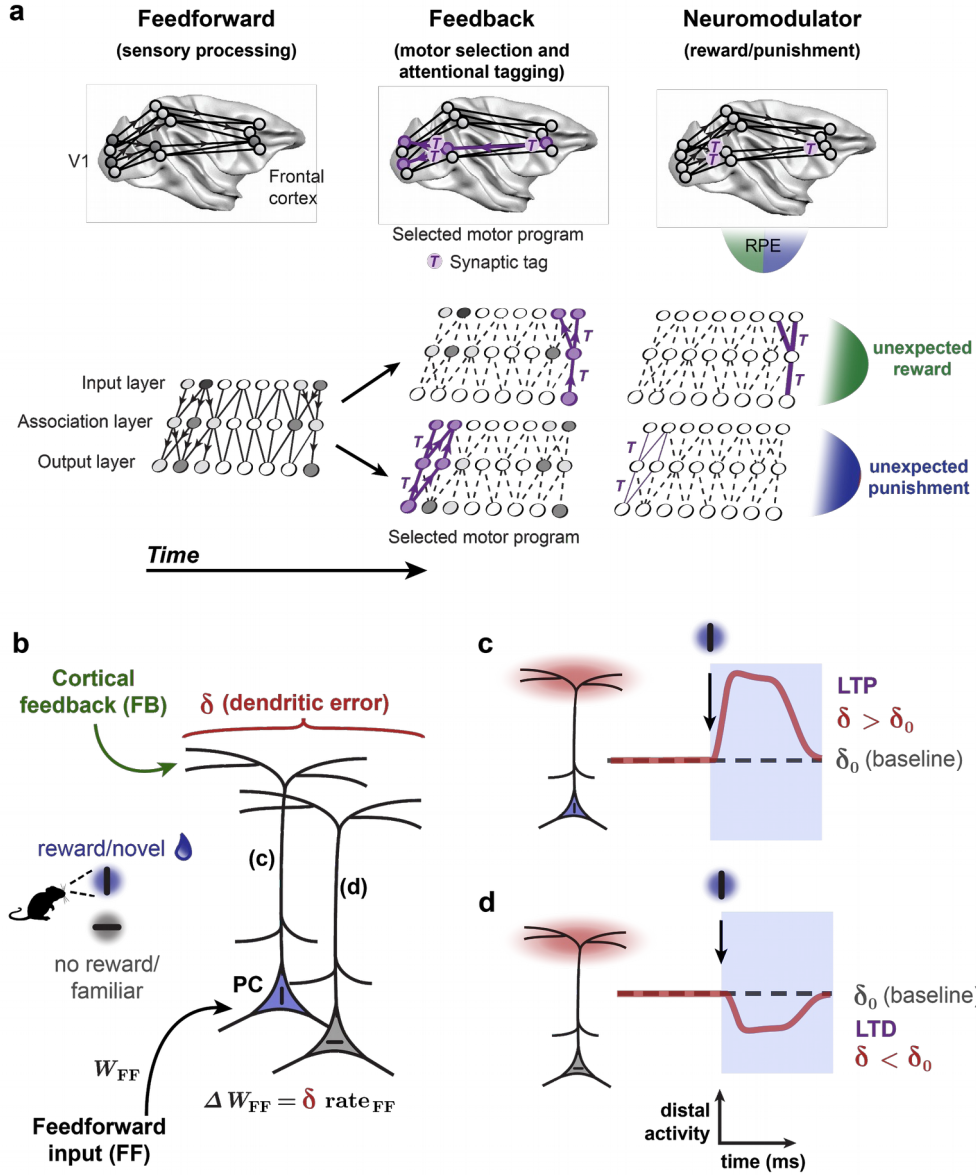 a
Feedforward
(sensory processing)
Feedback
(motor selection and
attentional tagging)
Neuromodulator
(reward/punishment)
V1
Frontal
cortex
T
T
T
T
T
T
Selected motor program
T Synaptic tag
RPE
Input layer
Association layer
Output layer
T
T
T
T
unexpected
reward
T
T
T
T
unexpected
punishment
Selected motor program
Time
b
Cortical
feedback (FB)
δ (dendritic error)
(c)
(d)
reward/novel
no reward/
familiar
PC
W_FF
ΔW_FF = δ rate_FF
Feedforward
input (FF)
c
LTP
δ > δ₀
δ₀ (baseline)
d
δ₀ (baseline)
LTD
δ < δ₀
distal
activity
time (ms)